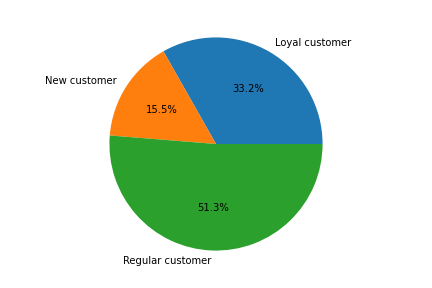 Loyal customer
33.2%
New customer
15.5%
51.3%
Regular customer